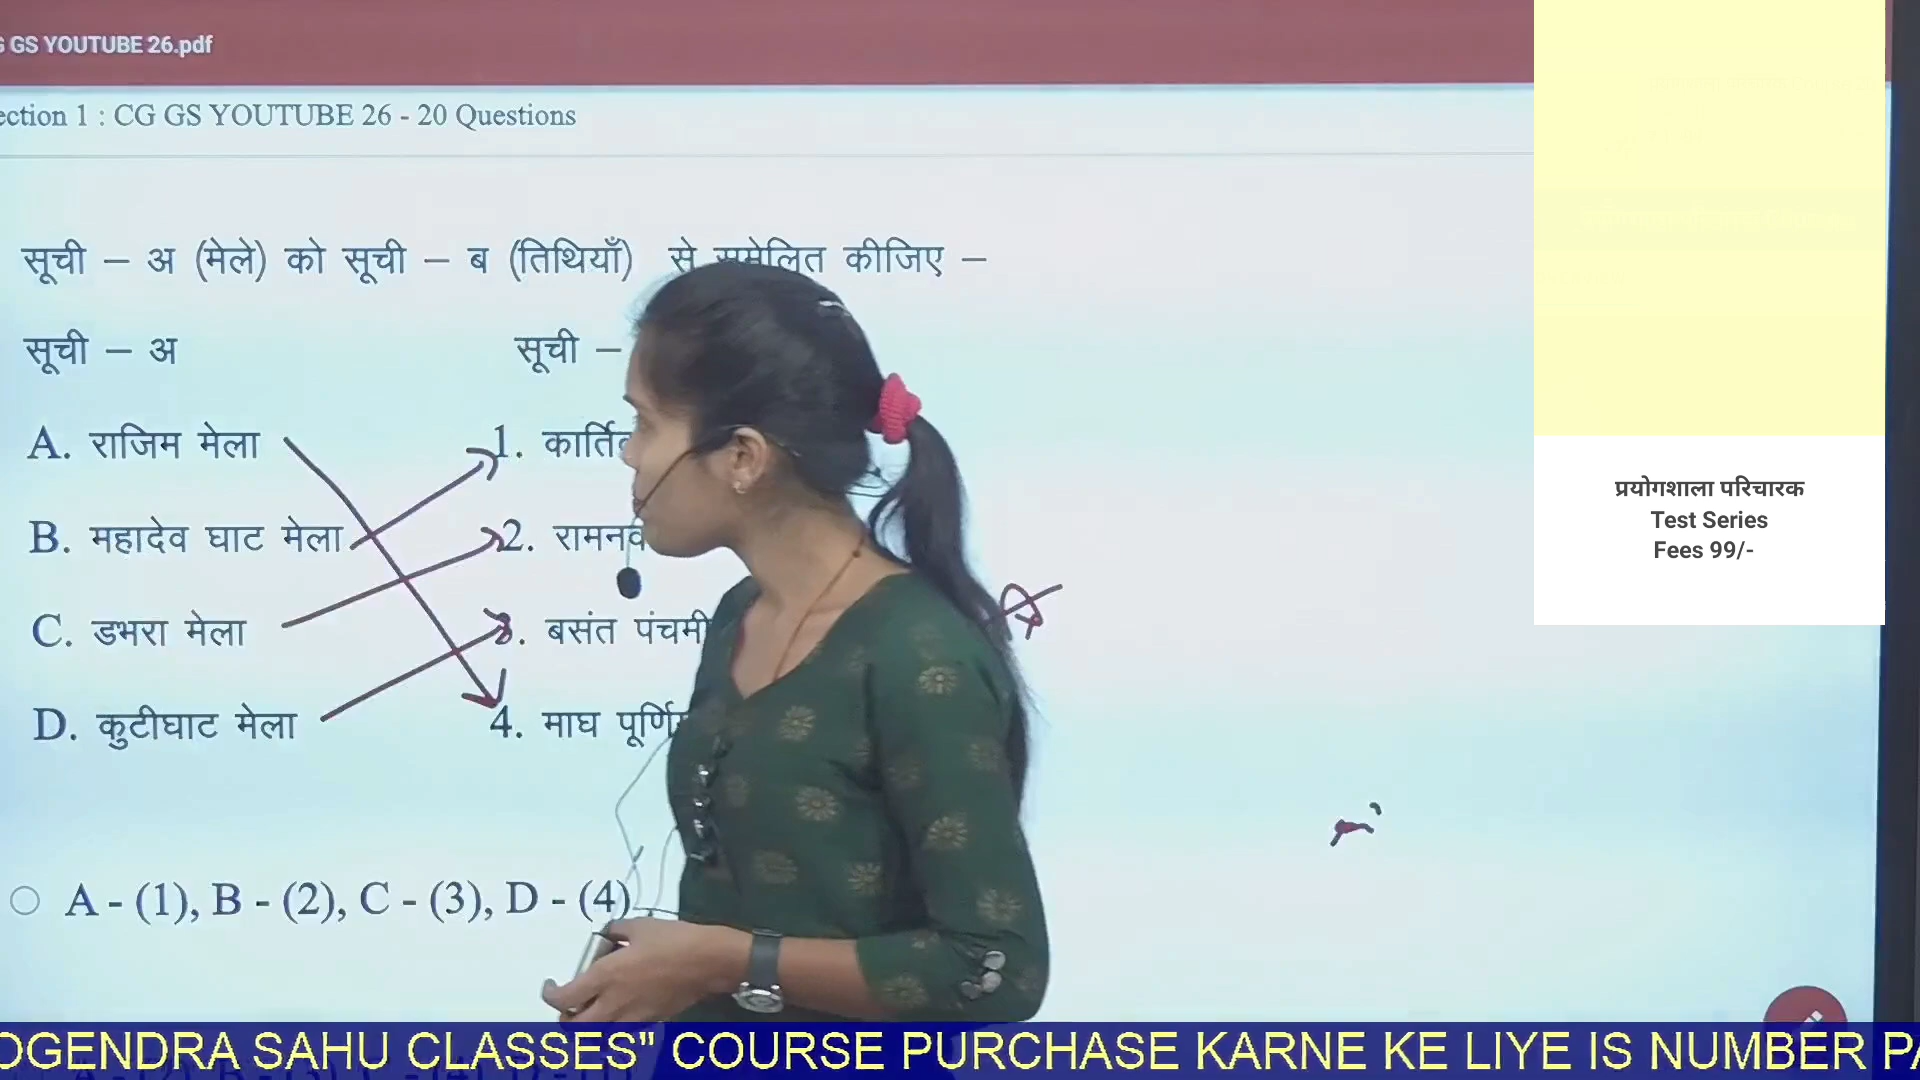 GS YOUTUBE 26.pdf
ection 1 : CG GS YOUTUBE 26 - 20 Questions
सूची – अ (मेले) को सूची – ब (तिथियाँ) से सुमेलित कीजिए –
सूची – अ
सूची –
A. राजिम मेला
1.
B. महादेव घाट मेला
2.
C. डभरा मेला
3. बसंत पंचमी
D. कुटीघाट मेला
4. माघ
A - (1), B - (2), C - (3), D - (4)
प्रयोगशाला परिचारक
Test Series
Fees 99/-
OGENDRA SAHU CLASSES" COURSE PURCHASE KARNE KE LIYE IS NUMBER PA